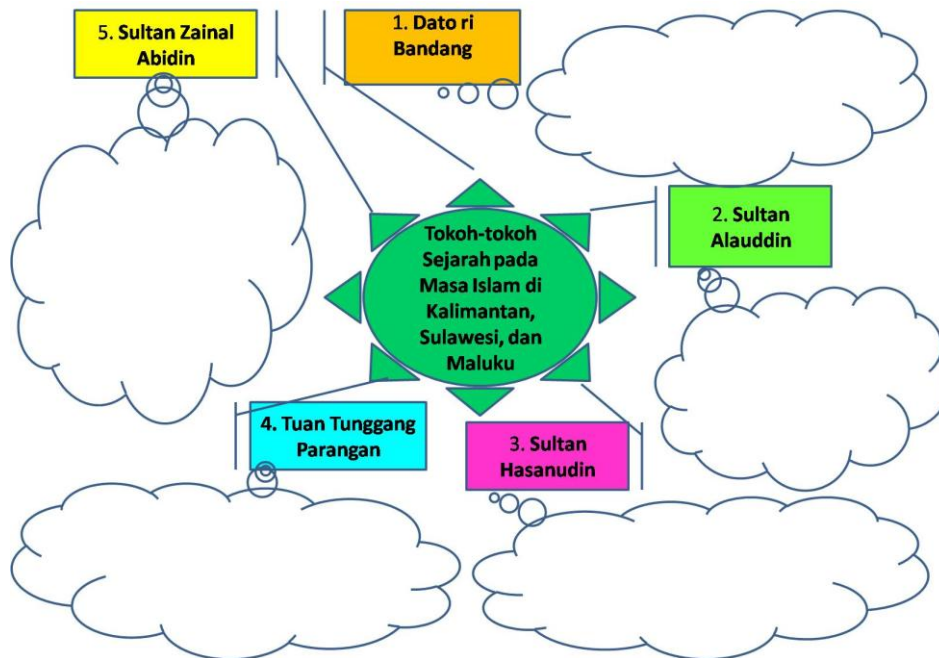 5. Sultan Zainal
Abidin
1. Dato ri
Bandang
2. Sultan
Alauddin
Tokoh-tokoh
Sejarah pada
Masa Islam di
Kalimantan,
Sulawesi, dan
Maluku
4. Tuan Tunggang
Parangan
3. Sultan
Hasanudin